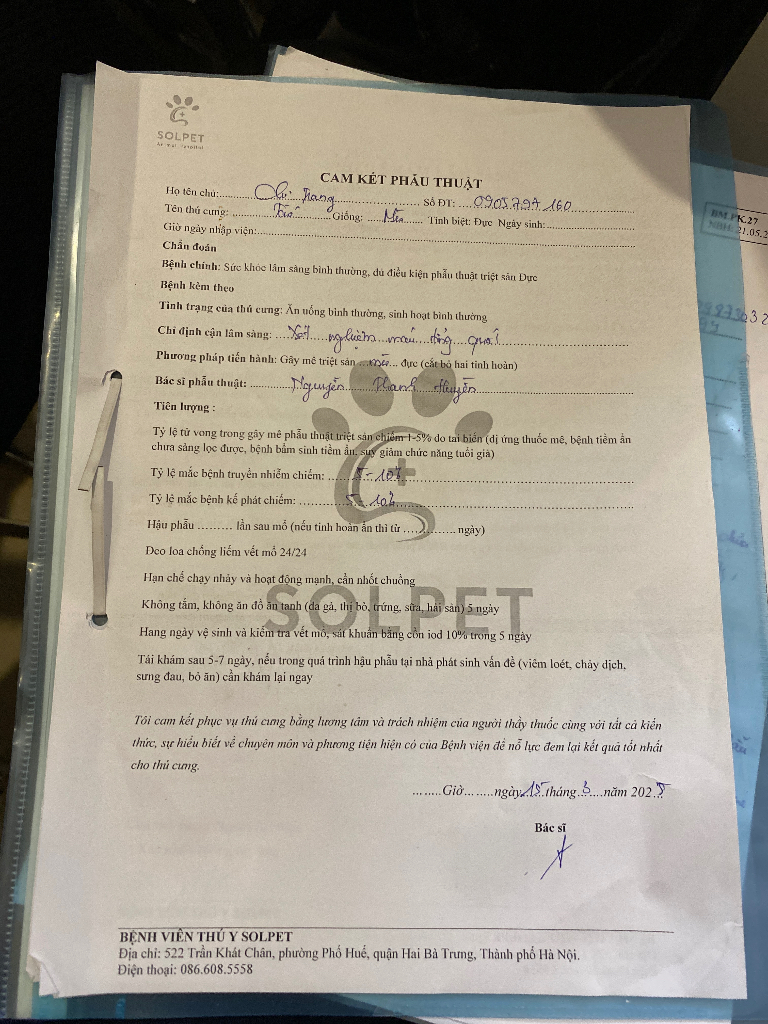 SOLPET
Animal Hospital
CAM KẾT PHẪU THUẬT
Họ tên chủ:.......Chị Trang.......... Số ĐT: ....0905797160..........
Tên thú cưng: .......... Giống: ....Mèo.... Tính biệt: Đực Ngày sinh:..........
Giờ ngày nhập viện:..........
Chẩn đoán
Bệnh chính: Sức khỏe lâm sàng bình thường, đủ điều kiện phẫu thuật triệt sản Đực
Bệnh kèm theo
Tình trạng của thú cưng: Ăn uống bình thường, sinh hoạt bình thường
Chỉ định cận lâm sàng: ....Xét nghiệm máu tổng quát
Phương pháp tiến hành: Gây mê triệt sản ...mèo... đực (cắt bỏ hai tinh hoàn)
Bác sĩ phẫu thuật: ..........Nguyễn Thanh Huyền..........
Tiên lượng :
Tỷ lệ tử vong trong gây mê phẫu thuật triệt sản chiếm 1-5% do tai biến (dị ứng thuốc mê, bệnh tiềm ẩn
chưa sàng lọc được, bệnh bẩm sinh tiềm ẩn, suy giảm chức năng tuổi già)
Tỷ lệ mắc bệnh truyền nhiễm chiếm: ......5-10%..........
Tỷ lệ mắc bệnh kế phát chiếm: ..........5-10%..........
Hậu phẫu ......... lần sau mổ (nếu tinh hoàn ẩn thì từ .............. ngày)
Đeo loa chống liếm vết mổ 24/24
Hạn chế chạy nhảy và hoạt động mạnh, cần nhốt chuồng
Không tắm, không ăn đồ ăn tanh (da gà, thị bò, trứng, sữa, hải sản) 5 ngày
SOLPET
Hang ngày vệ sinh và kiểm tra vết mổ, sát khuẩn bằng cồn iod 10% trong 5 ngày
Tái khám sau 5-7 ngày, nếu trong quá trình hậu phẫu tại nhà phát sinh vấn đề (viêm loét, chảy dịch,
sưng đau, bỏ ăn) cần khám lại ngay
Tôi cam kết phục vụ thú cưng bằng lương tâm và trách nhiệm của người thầy thuốc cùng với tất cả kiến
thức, sự hiểu biết về chuyên môn và phương tiện hiện có của Bệnh viện để nỗ lực đem lại kết quả tốt nhất
cho thú cưng.
........Giờ........ngày 15 tháng 3 năm 2025
Bác sĩ
BỆNH VIỆN THÚ Y SOLPET
Địa chỉ: 522 Trần Khát Chân, phường Phố Huế, quận Hai Bà Trưng, Thành phố Hà Nội.
Điện thoại: 086.608.5558
BM.PK.27